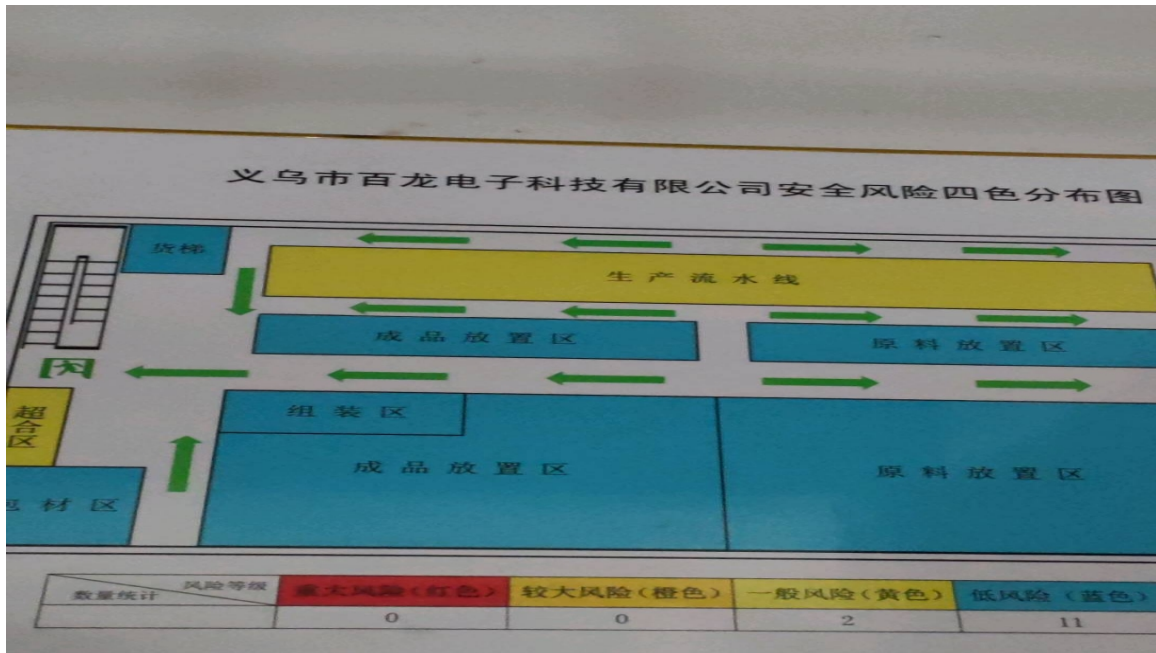 义乌市百龙电子科技有限公司安全风险四色分布图
货梯
生产流水线
成品放置区
原料放置区
组装区
超
合
区
成品放置区
原料放置区
包材区
风险等级
数量统计
重大风险（红色）
较大风险（橙色）
一般风险（黄色）
低风险（蓝色）
0
0
2
11